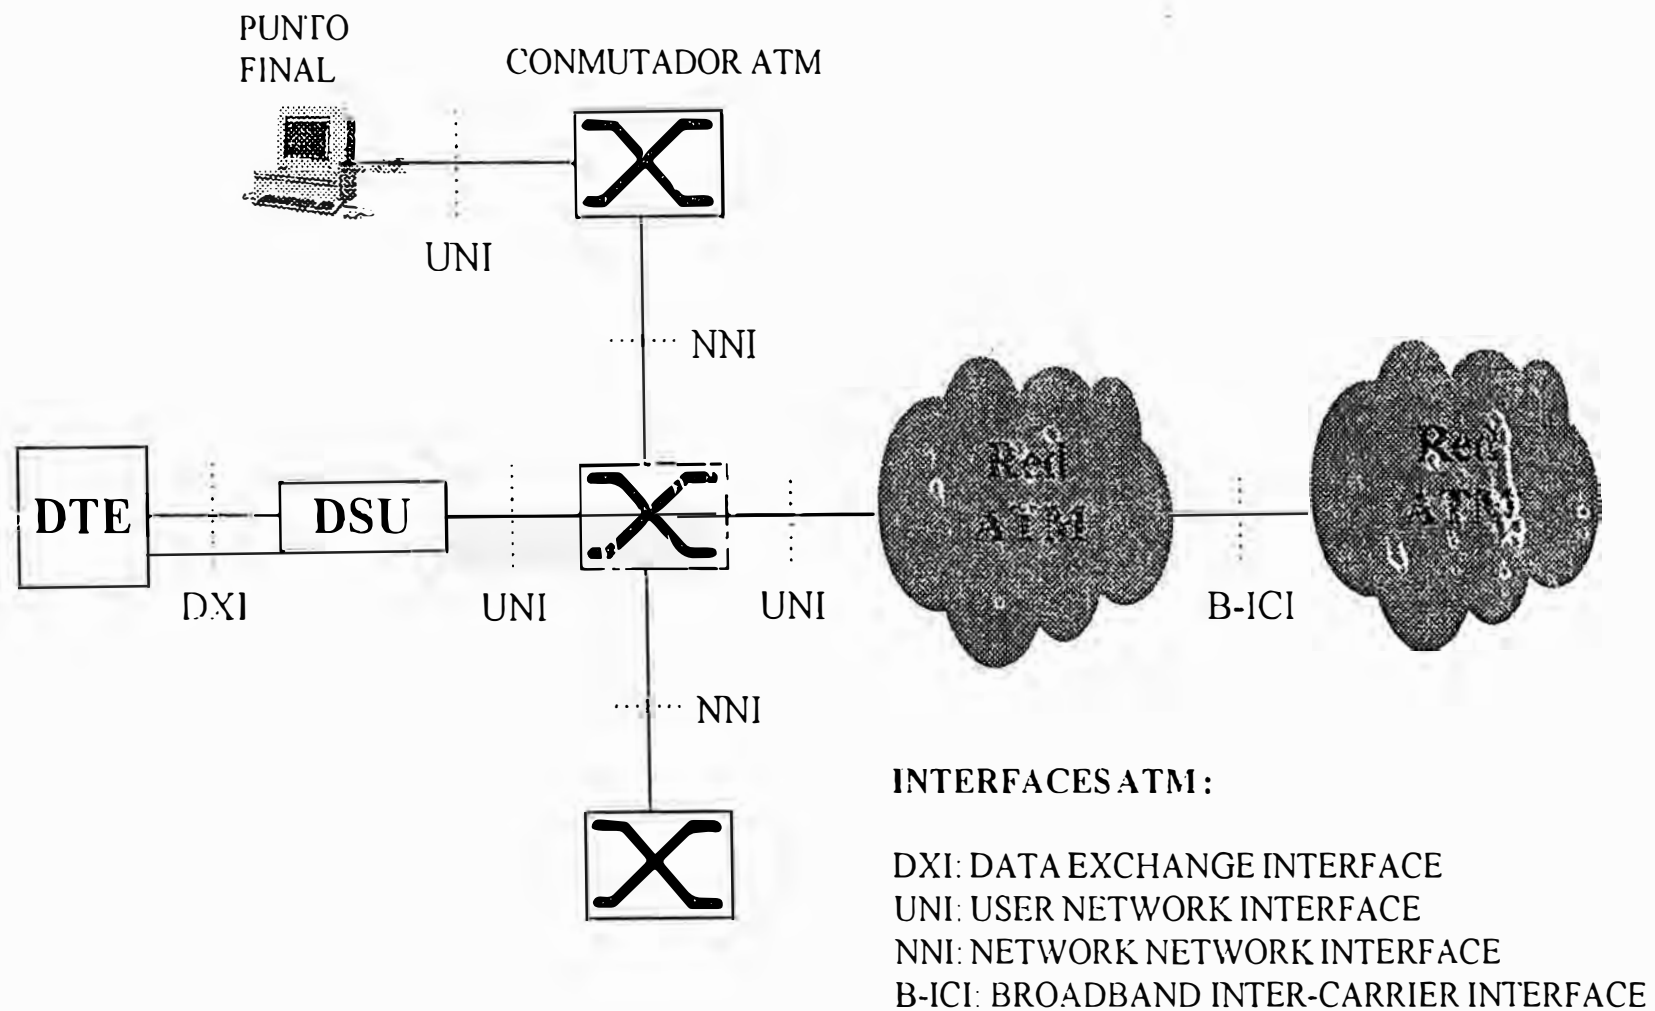 PUNTO
FINAL
CONMUTADOR ATM
UNI
NNI
Red
ATM
Red
ATM
DTE
DSU
DXI
UNI
UNI
B-ICI
NNI
INTERFACES ATM :
DXI: DATA EXCHANGE INTERFACE
UNI: USER NETWORK INTERFACE
NNI: NETWORK NETWORK INTERFACE
B-ICI: BROADBAND INTER-CARRIER INTERFACE